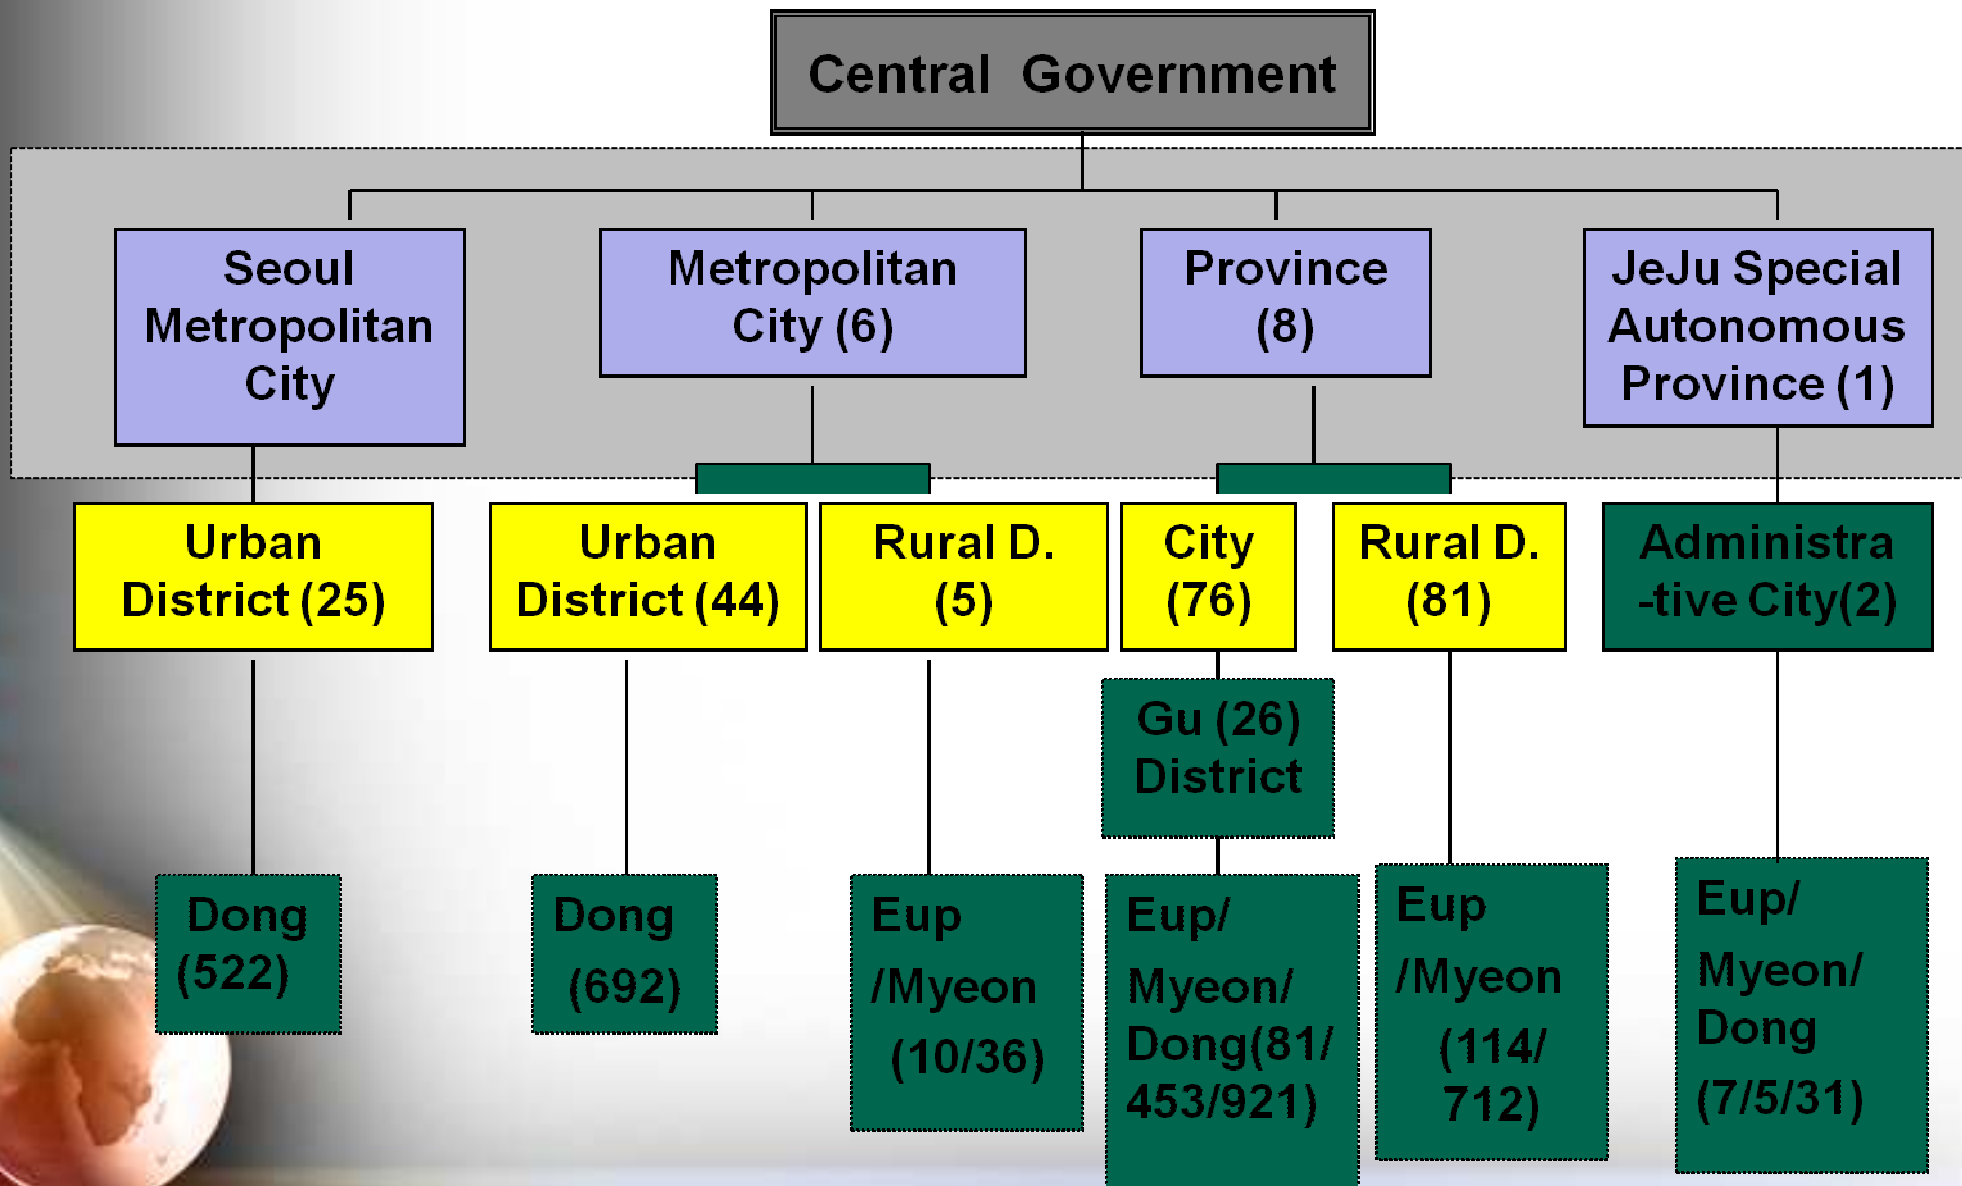 Central Government
Seoul
Metropolitan
City
Metropolitan
City (6)
Province
(8)
JeJu Special
Autonomous
Province (1)
Urban
District (25)
Urban
District (44)
Rural D.
(5)
City
(76)
Rural D.
(81)
Administra
-tive City(2)
Gu (26)
District
Dong
(522)
Dong
(692)
Eup
/Myeon
(10/36)
Eup/
Myeon/
Dong(81/
453/921)
Eup
/Myeon
(114/
712)
Eup/
Myeon/
Dong
(7/5/31)